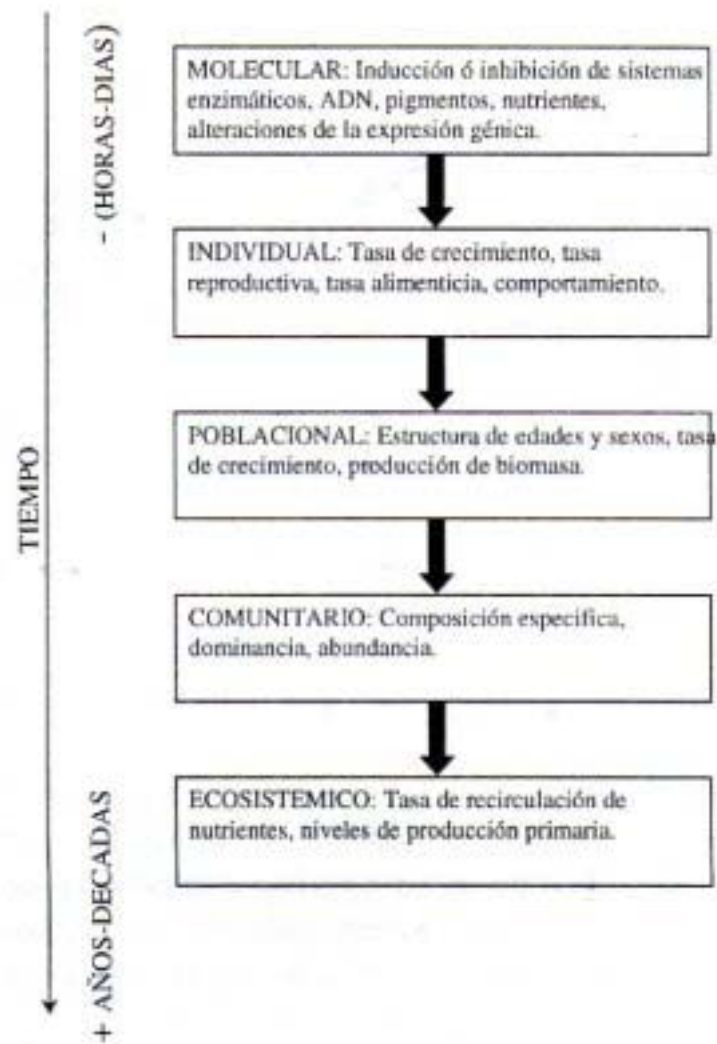 - (HORAS-DIAS)
MOLECULAR: Inducción ó inhibición de sistemas
enzimáticos, ADN, pigmentos, nutrientes,
alteraciones de la expresión génica.
INDIVIDUAL: Tasa de crecimiento, tasa
reproductiva, tasa alimenticia, comportamiento.
TIEMPO
POBLACIONAL: Estructura de edades y sexos, tasa
de crecimiento, producción de biomasa.
COMUNITARIO: Composición especifica,
dominancia, abundancia.
ECOSISTEMICO: Tasa de recirculación de
nutrientes, niveles de producción primaria.
+ AÑOS-DECADAS